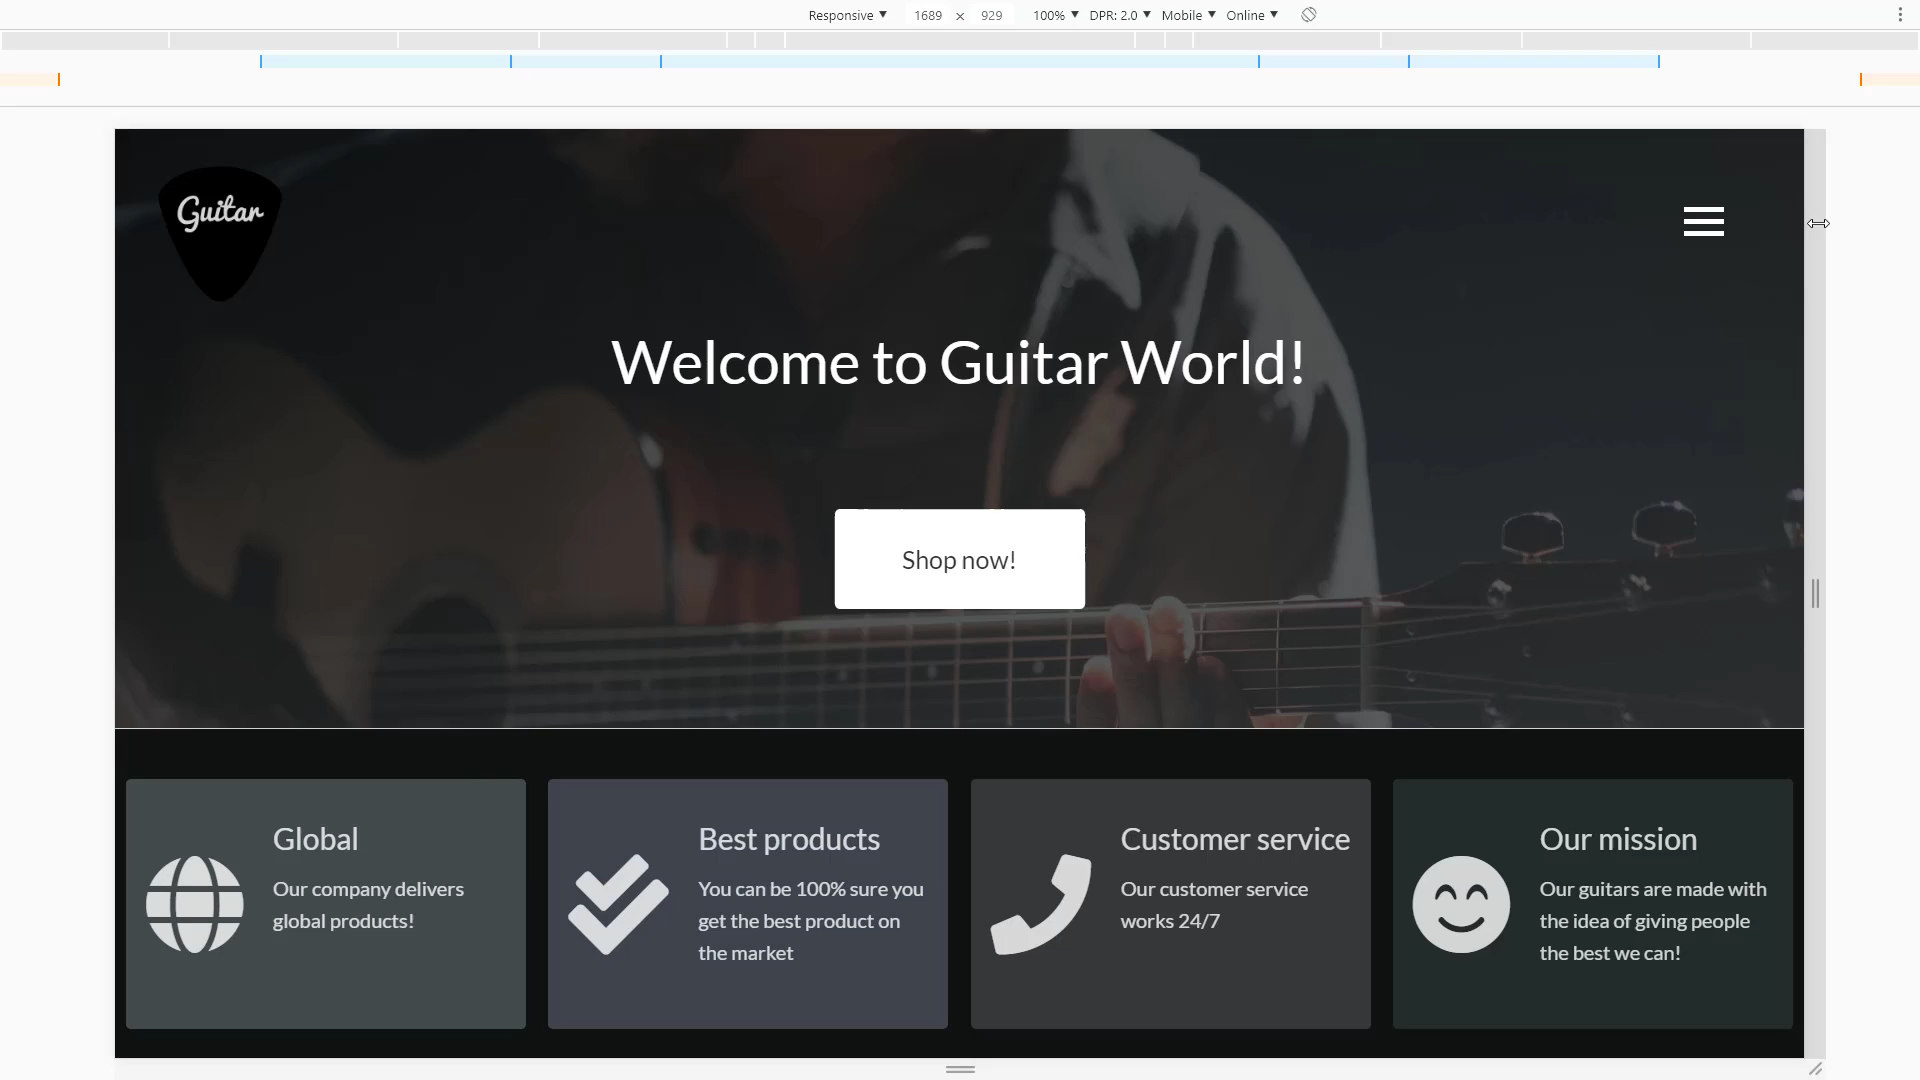 Responsive ▼ 1689 x 929 100% ▼ DPR: 2.0 ▼ Mobile ▼ Online ▼
Guitar
Welcome to Guitar World!
Shop now!
Global
Our company delivers
global products!
Best products
You can be 100% sure you
get the best product on
the market
Customer service
Our customer service
works 24/7
Our mission
Our guitars are made with
the idea of giving people
the best we can!